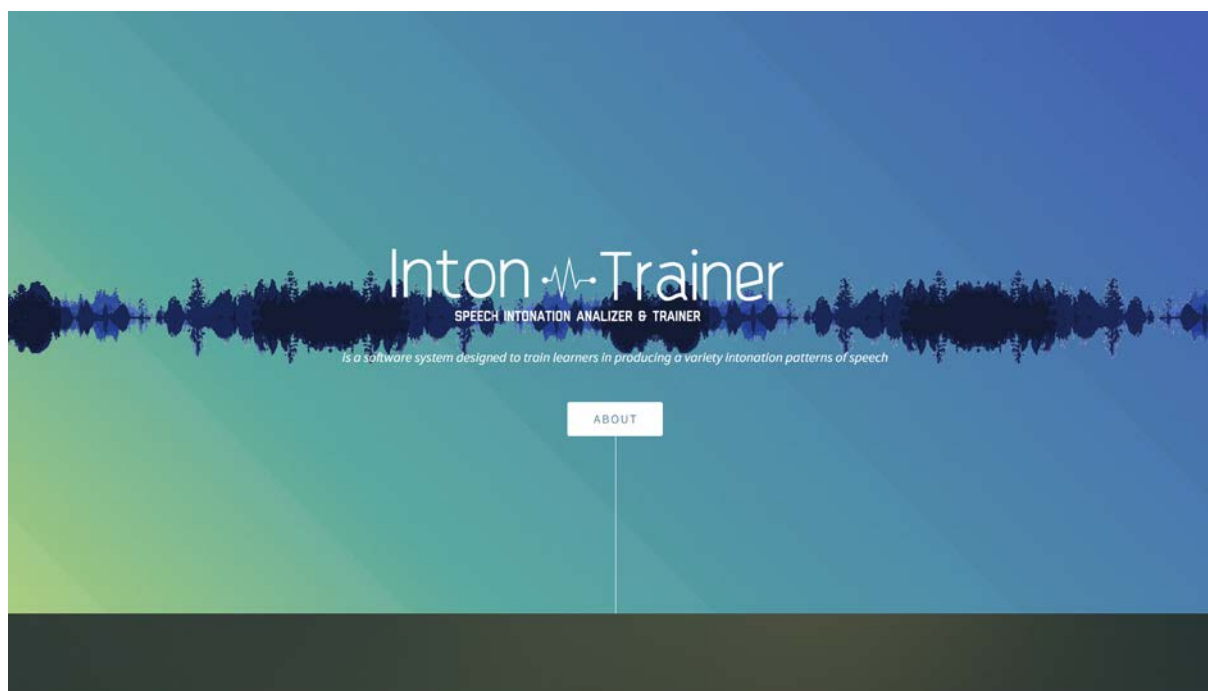 Inton Trainer
SPEECH INTONATION ANALIZER & TRAINER
is a software system designed to train learners in producing a variety intonation patterns of speech
ABOUT